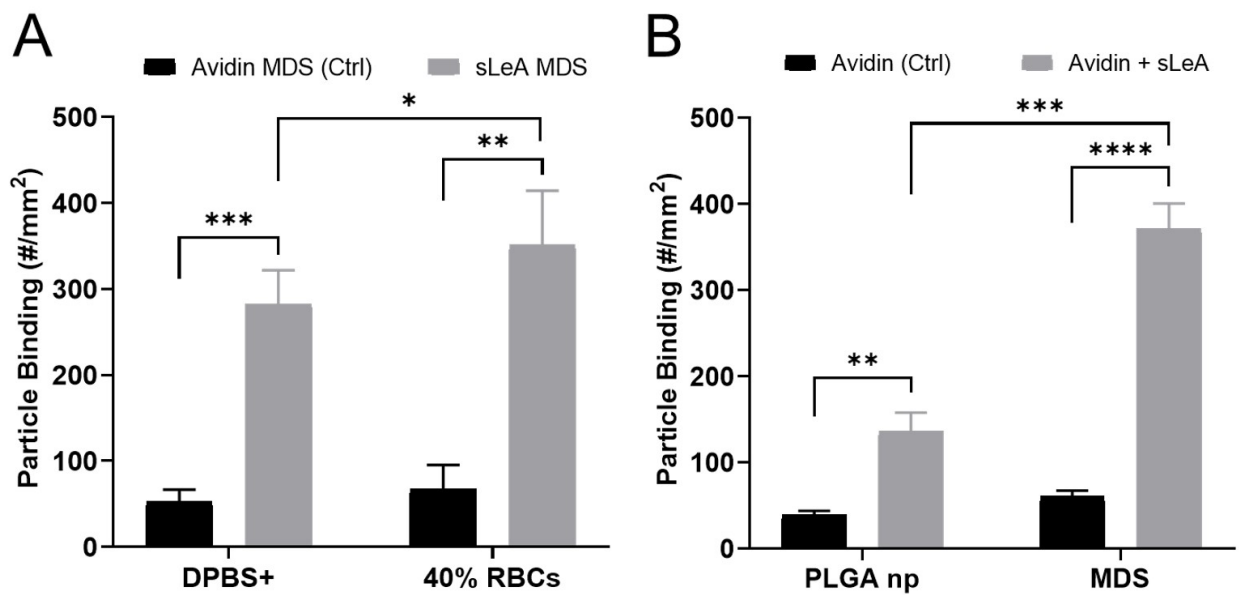 A
Avidin MDS (Ctrl) sLeA MDS
Particle Binding (#/mm²)
500
400
300
200
100
0
***
**
*
DPBS+ 40% RBCs
B
Avidin (Ctrl) Avidin + sLeA
Particle Binding (#/mm²)
500
400
300
200
100
0
**
****
***
PLGA np MDS